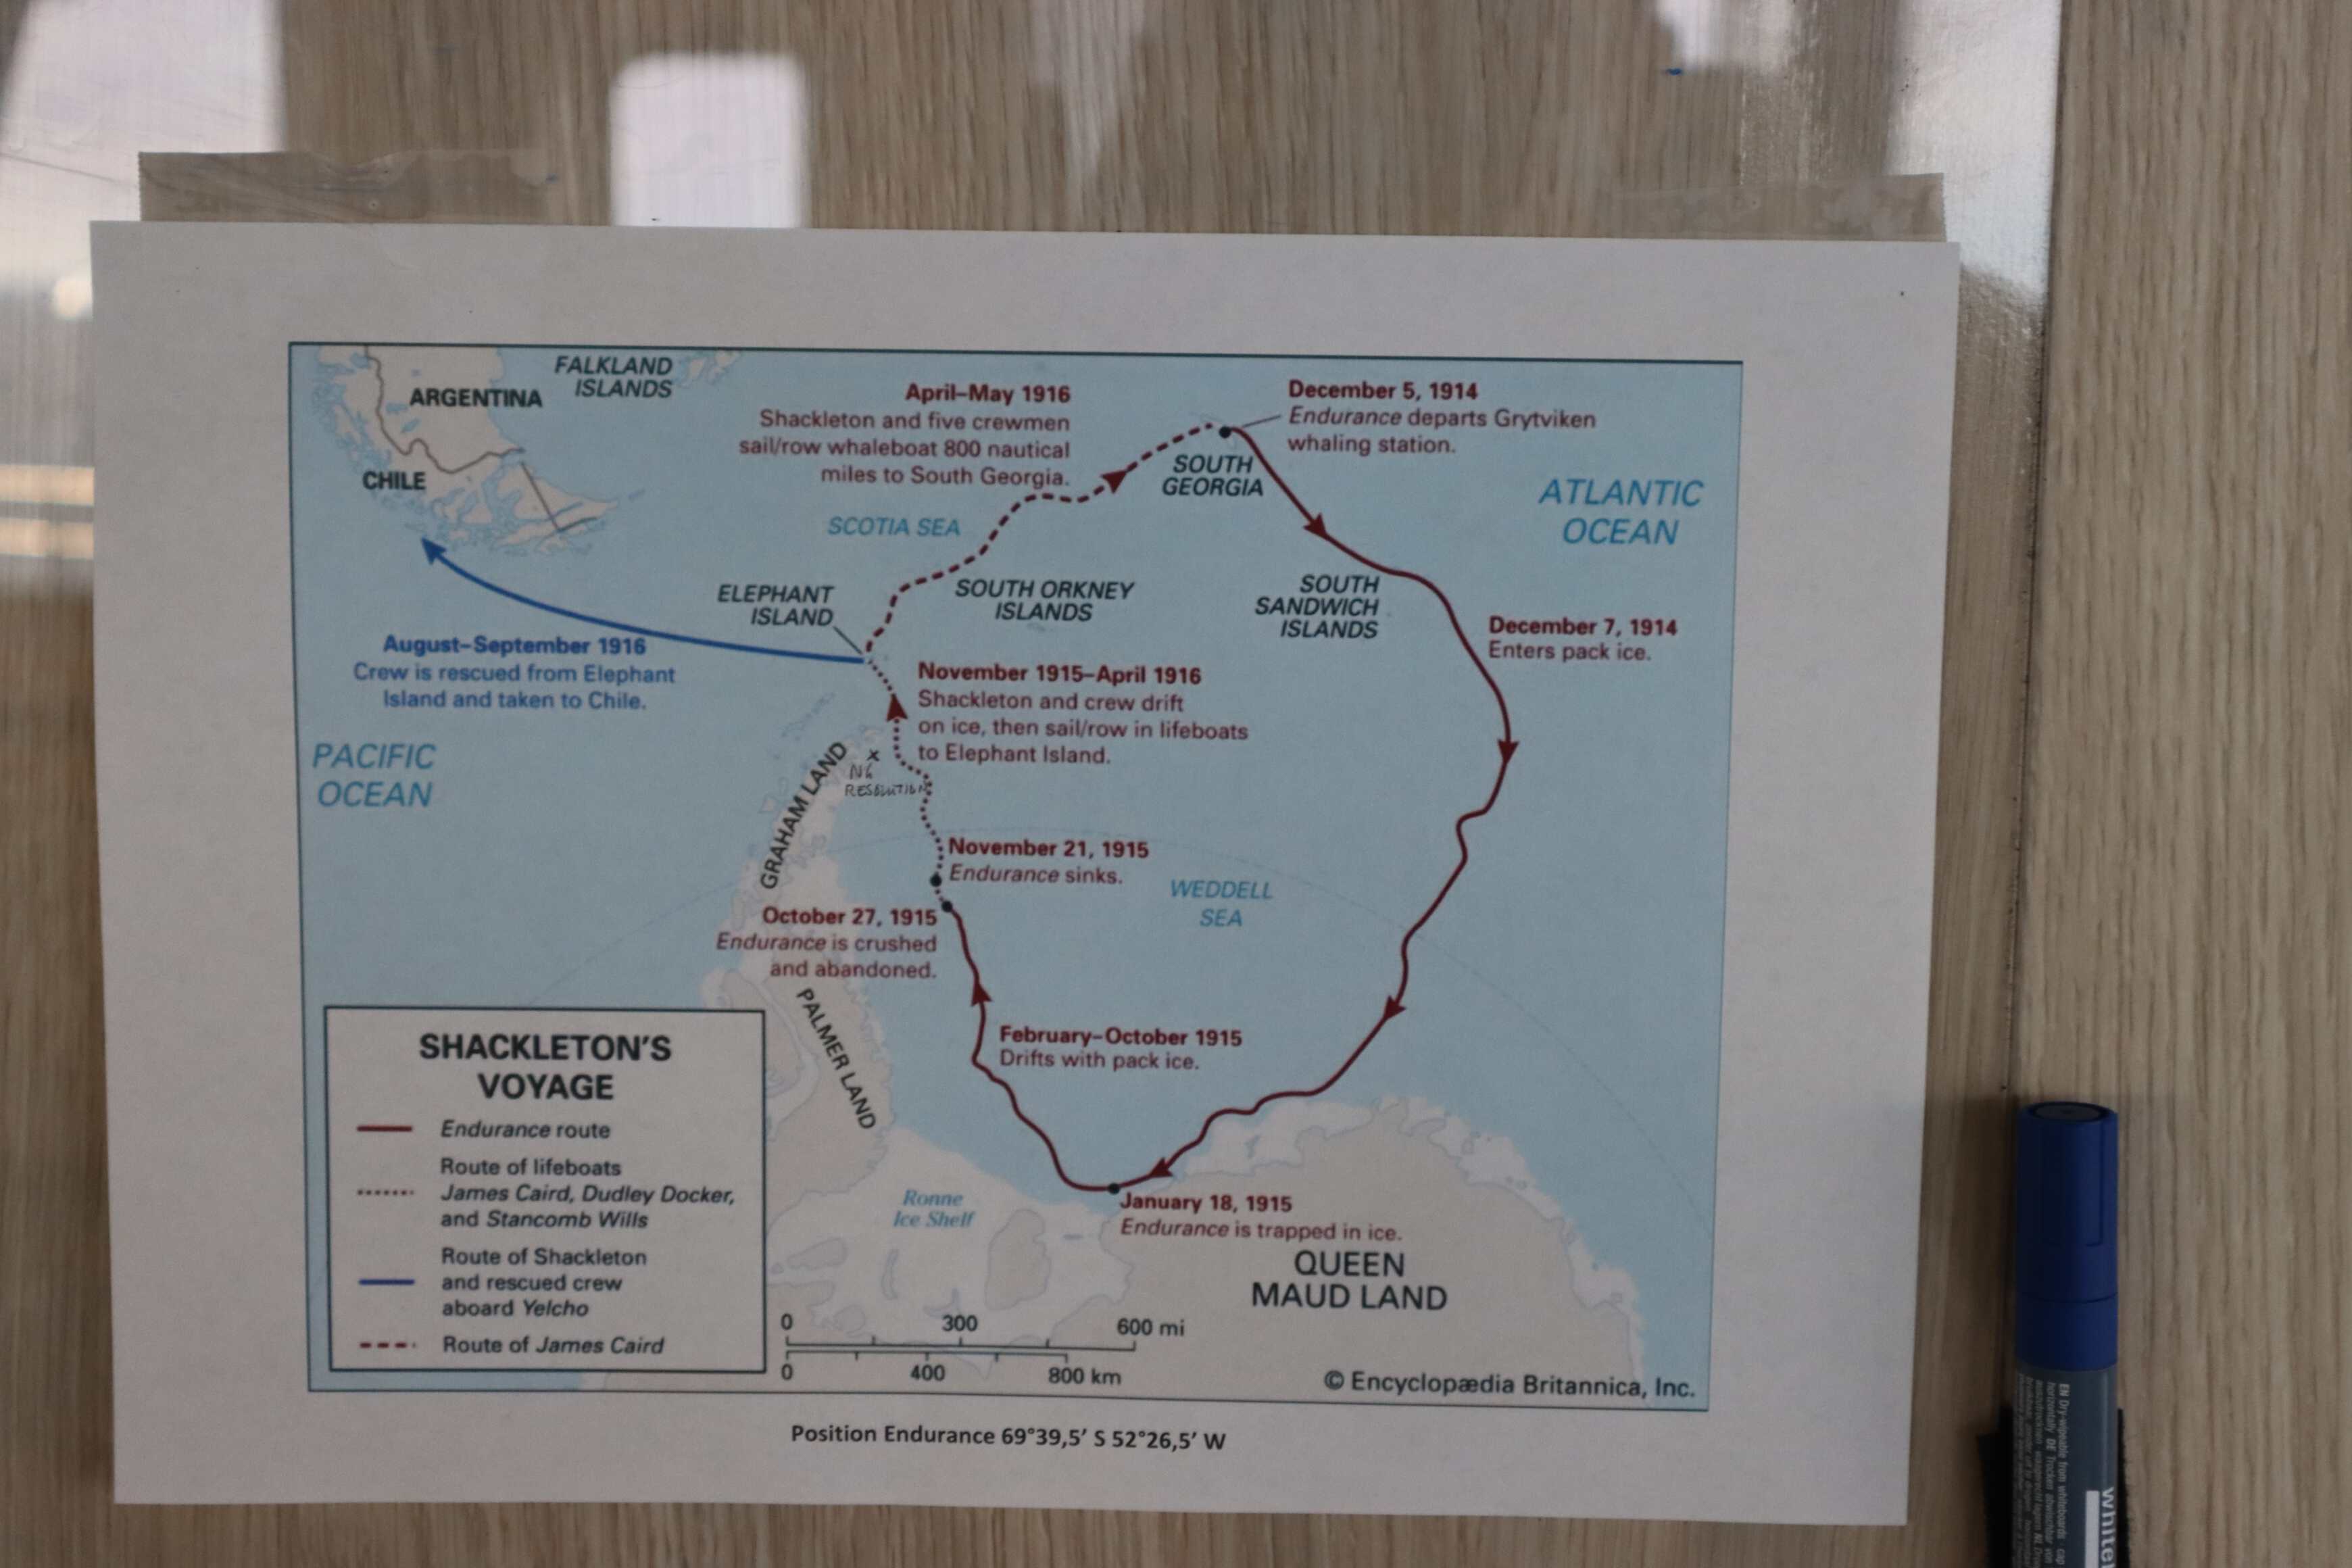 FALKLAND
ISLANDS
ARGENTINA
CHILE
April–May 1916
Shackleton and five crewmen
sail/row whaleboat 800 nautical
miles to South Georgia.
December 5, 1914
Endurance departs Grytviken
whaling station.
SOUTH
GEORGIA
ATLANTIC
OCEAN
SCOTIA SEA
ELEPHANT
ISLAND
SOUTH ORKNEY
ISLANDS
SOUTH
SANDWICH
ISLANDS
December 7, 1914
Enters pack ice.
August–September 1916
Crew is rescued from Elephant
Island and taken to Chile.
November 1915–April 1916
Shackleton and crew drift
on ice, then sail/row in lifeboats
to Elephant Island.
PACIFIC
OCEAN
x
RESOLUTION
GRAHAM LAND
November 21, 1915
Endurance sinks.
WEDDELL
SEA
October 27, 1915
Endurance is crushed
and abandoned.
PALMER LAND
February–October 1915
Drifts with pack ice.
January 18, 1915
Endurance is trapped in ice.
Ronne
Ice Shelf
QUEEN
MAUD LAND
SHACKLETON'S
VOYAGE
Endurance route
Route of lifeboats
James Caird, Dudley Docker,
and Stancomb Wills
Route of Shackleton
and rescued crew
aboard Yelcho
Route of James Caird
0 300 600 mi
0 400 800 km
© Encyclopædia Britannica, Inc.
Position Endurance 69°39,5' S 52°26,5' W